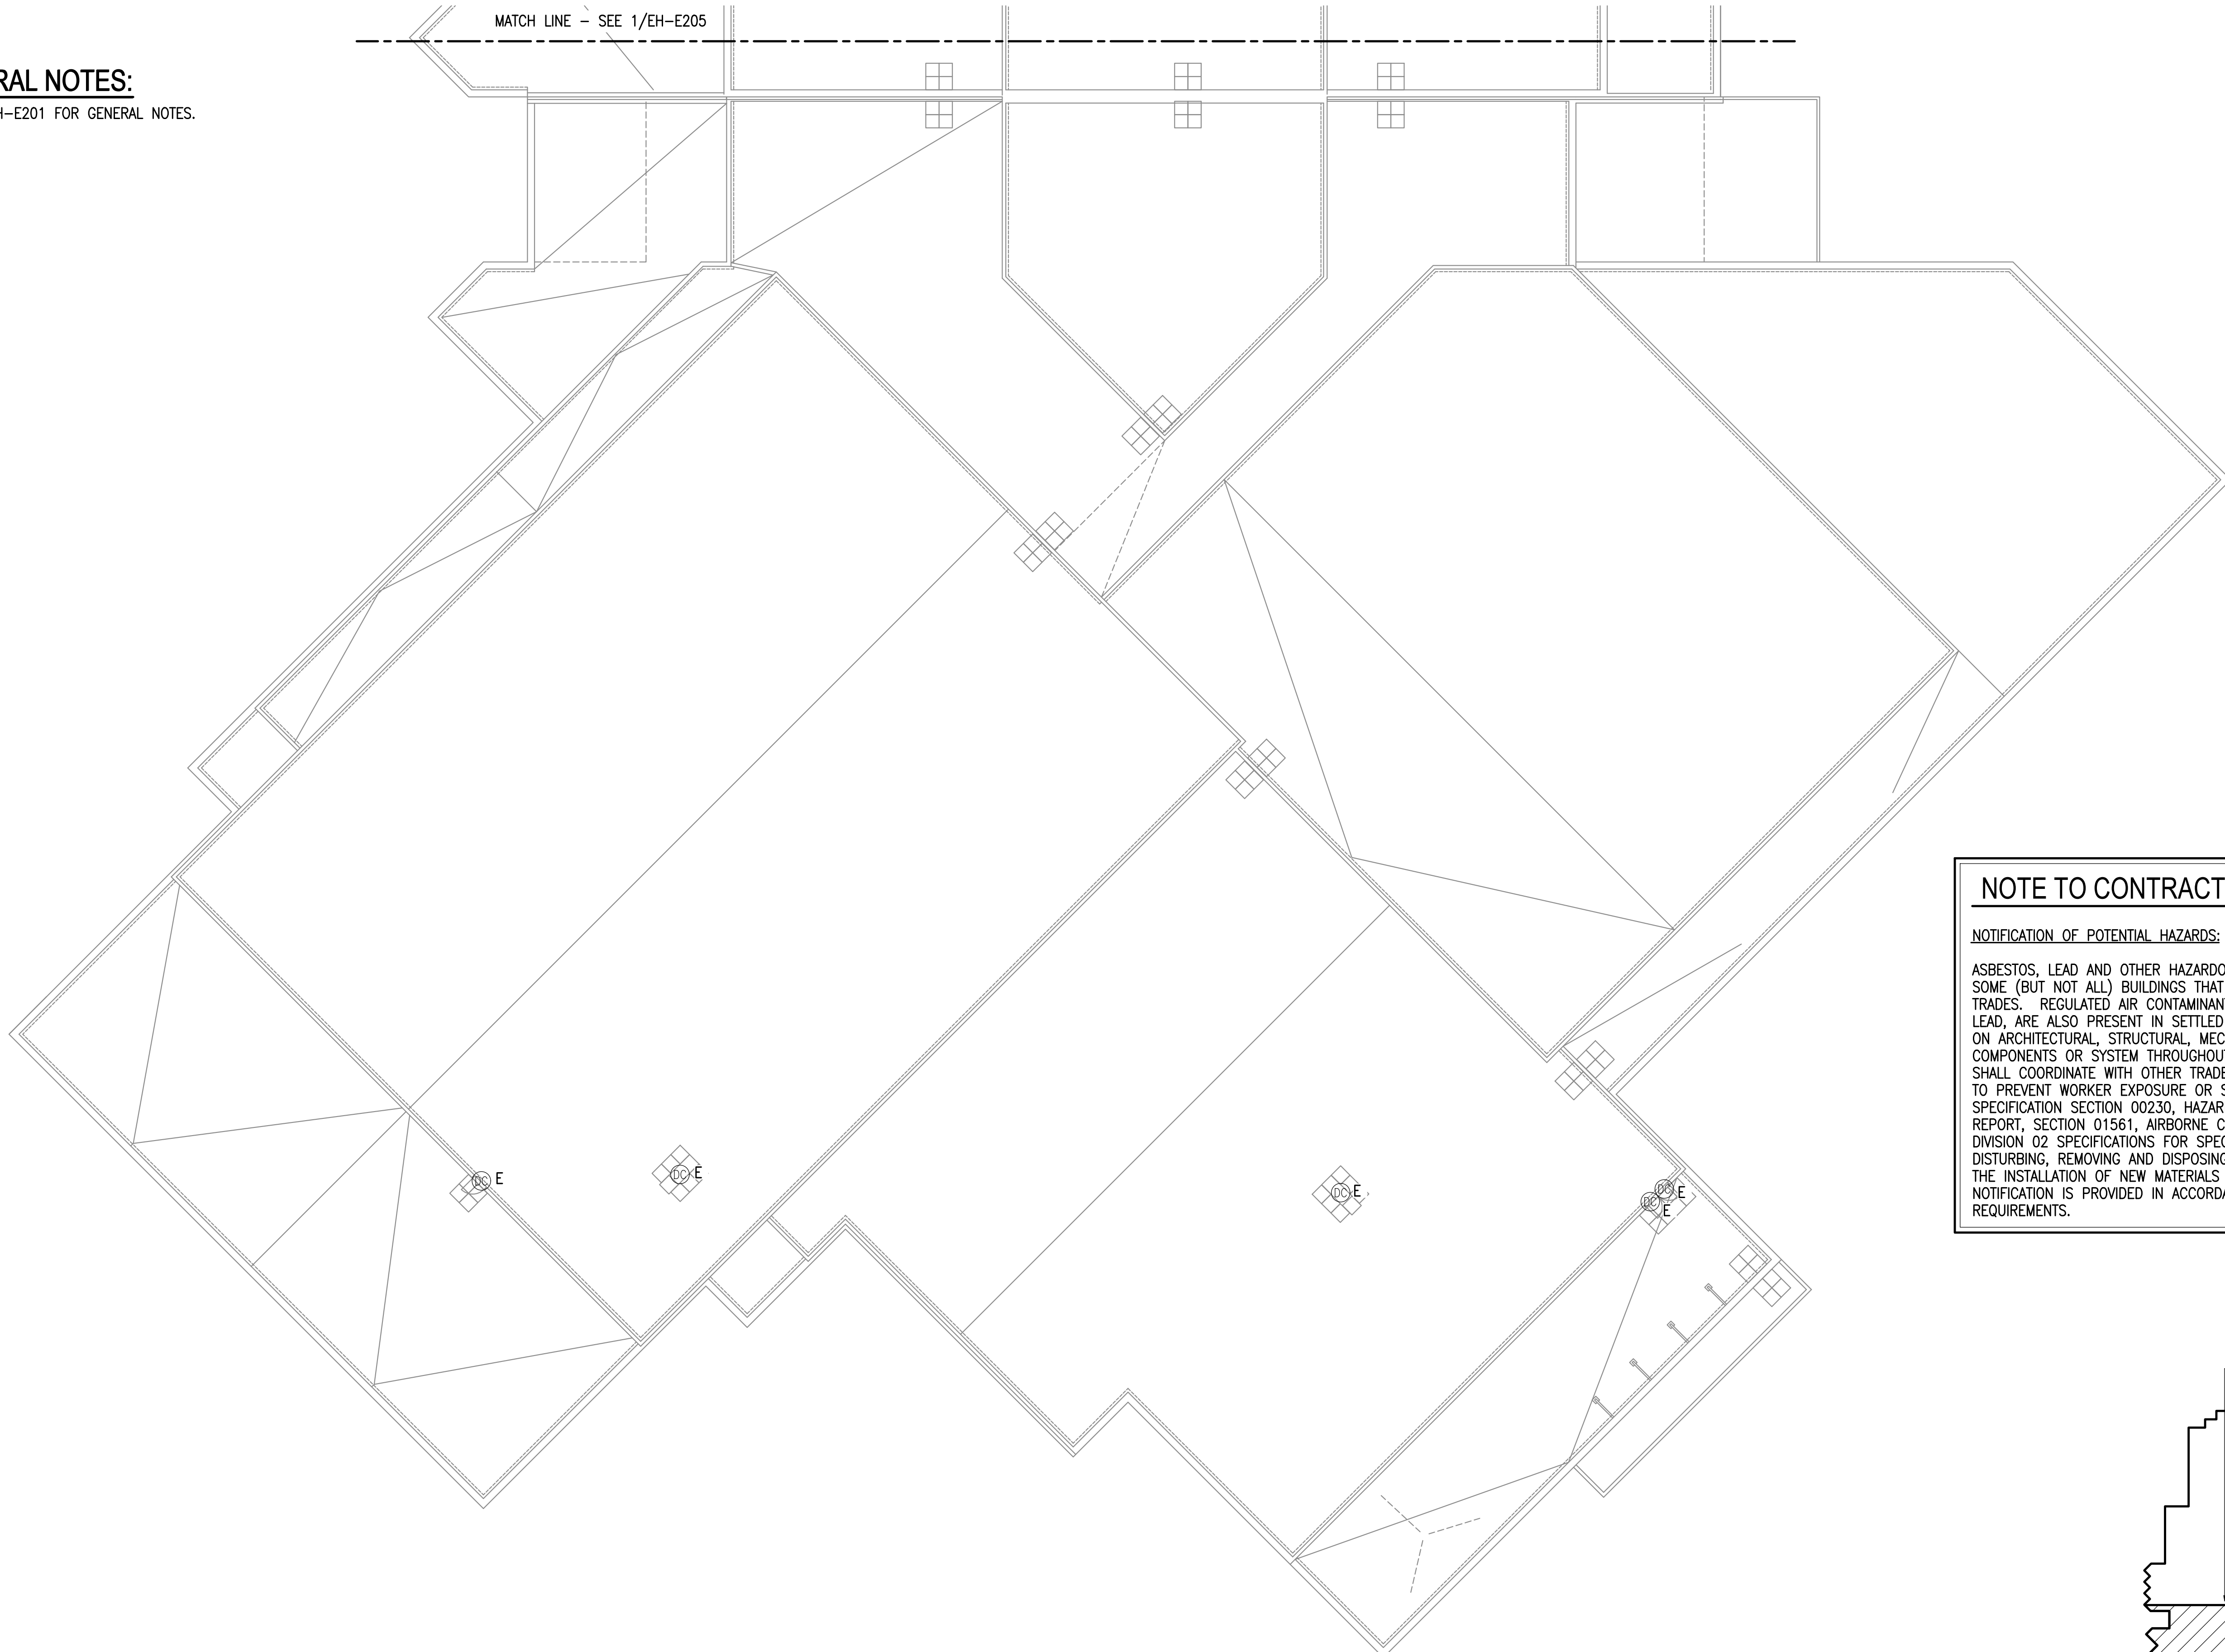 MATCH LINE - SEE 1/EH-E205
RAL NOTES:
H-E201 FOR GENERAL NOTES.
NOTE TO CONTRACT
NOTIFICATION OF POTENTIAL HAZARDS:
ASBESTOS, LEAD AND OTHER HAZARDO
SOME (BUT NOT ALL) BUILDINGS THAT
TRADES. REGULATED AIR CONTAMINAN
LEAD, ARE ALSO PRESENT IN SETTLED
ON ARCHITECTURAL, STRUCTURAL, MEC
COMPONENTS OR SYSTEM THROUGHOU
SHALL COORDINATE WITH OTHER TRADE
TO PREVENT WORKER EXPOSURE OR S
SPECIFICATION SECTION 00230, HAZAR
REPORT, SECTION 01561, AIRBORNE C
DIVISION 02 SPECIFICATIONS FOR SPEC
DISTURBING, REMOVING AND DISPOSING
THE INSTALLATION OF NEW MATERIALS
NOTIFICATION IS PROVIDED IN ACCORDA
REQUIREMENTS.
DC E
DC E
DC E
DC E
DC E